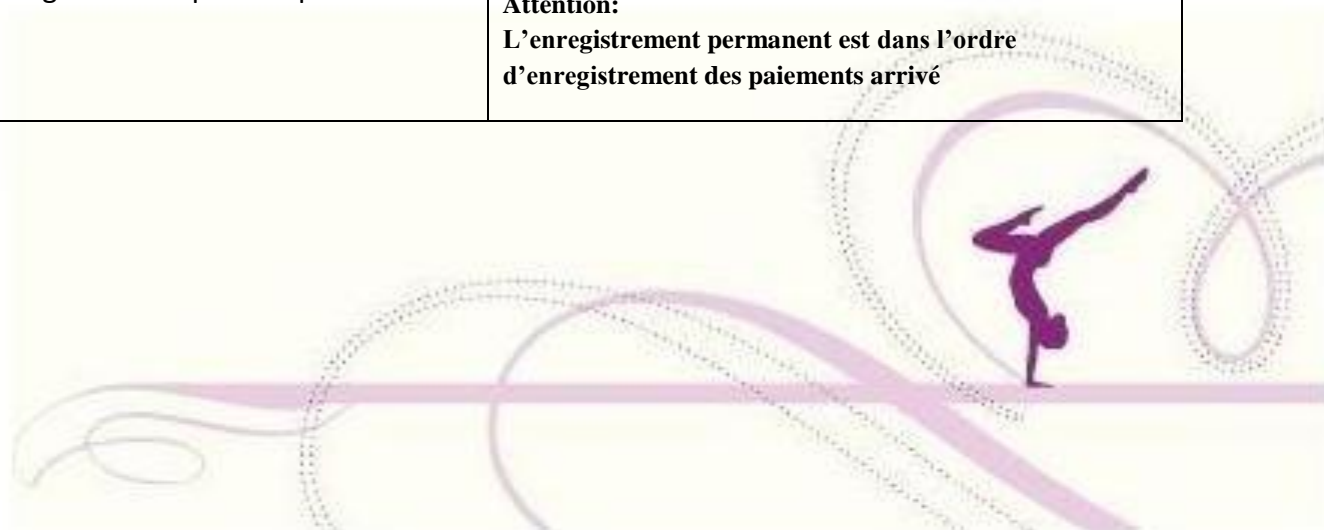 Attention:
L’enregistrement permanent est dans l’ordre
d’enregistrement des paiements arrivé